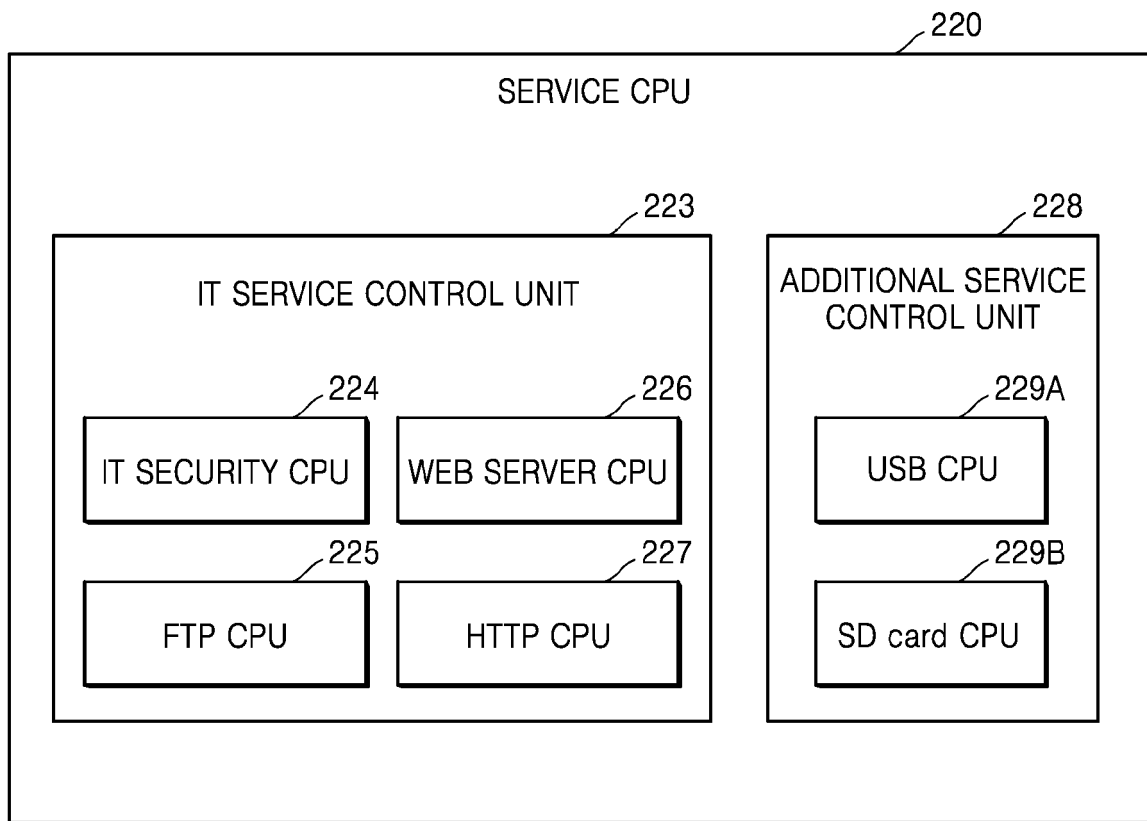 220
SERVICE CPU
223
IT SERVICE CONTROL UNIT
224
IT SECURITY CPU
226
WEB SERVER CPU
225
FTP CPU
227
HTTP CPU
228
ADDITIONAL SERVICE
CONTROL UNIT
229A
USB CPU
229B
SD card CPU